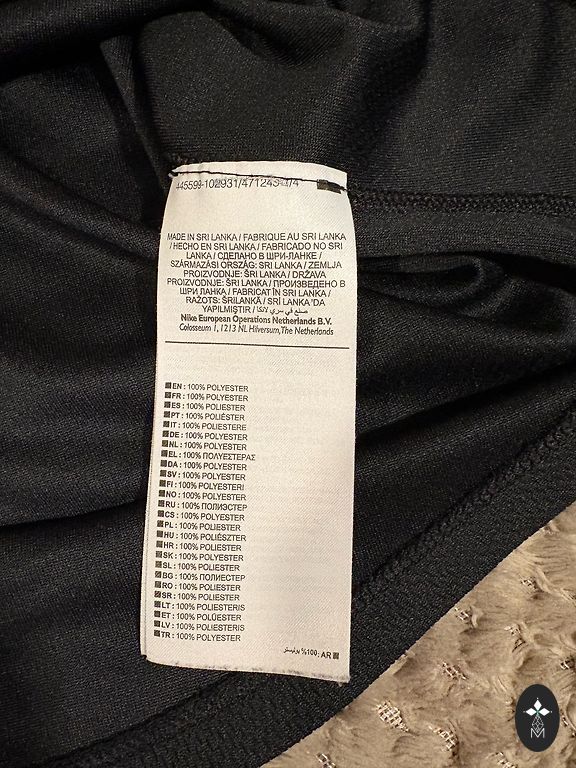 MADE IN SRI LANKA / FABRIQUE AU SRI LANKA
/ HECHO EN SRI LANKA / FABRICADO NO SRI
LANKA / СДЕЛАНО В ШРИ-ЛАНКЕ /
SZÁRMAZÁSI ORSZÁG: SRI LANKA / ZEMLJA
PROIZVODNJE: ŠRI LANKA / DRŽAVA
PROIZVODNJE: ŠRI LANKA / ПРОИЗВЕДЕНО В
ШРИ ЛАНКА / FABRICAT ÎN SRI LANKA /
RAŽOTS: ŠRILANKĀ / SRİ LANKA'DA
YAPILMIŞTIR / صنع في سري لانكا
Nike European Operations Netherlands B.V.
Colosseum 1, 1213 NL Hilversum, The Netherlands
EN : 100% POLYESTER
FR : 100% POLYESTER
ES : 100% POLIESTER
PT : 100% POLIÉSTER
IT : 100% POLIESTERE
DE : 100% POLYESTER
NL : 100% POLYESTER
EL : 100% ΠΟΛΥΕΣΤΕΡΑΣ
DA : 100% POLYESTER
SV : 100% POLYESTER
FI : 100% POLYESTERI
NO : 100% POLYESTER
RU : 100% ПОЛИЭСТЕР
CS : 100% POLYESTER
PL : 100% POLIESTER
HU : 100% POLIÉSZTER
HR : 100% POLIESTER
SK : 100% POLYESTER
SL : 100% POLIESTER
BG : 100% ПОЛИЕСТЕР
RO : 100% POLIESTER
SR : 100% POLIESTER
LT : 100% POLIESTERIS
ET : 100% POLÜESTER
LV : 100% POLIESTERIS
TR : 100% POLYESTER
AR : 100% بوليستر
M